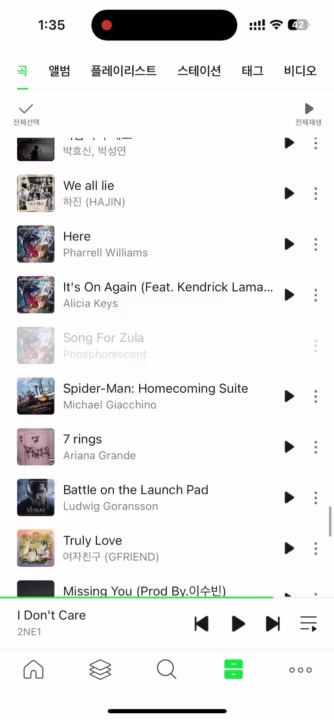 1:35
42
곡 앨범 플레이리스트 스테이션 태그 비디오
전체선택
전체재생
박효신, 박성연
We all lie
하진 (HAJIN)
Here
Pharrell Williams
It's On Again (Feat. Kendrick Lama...
Alicia Keys
Song For Zula
Phosphorescent
Spider-Man: Homecoming Suite
Michael Giacchino
7 rings
Ariana Grande
Battle on the Launch Pad
Ludwig Goransson
VENOM
Truly Love
여자친구 (GFRIEND)
Missing You (Prod By.이수빈)
I Don't Care
2NE1